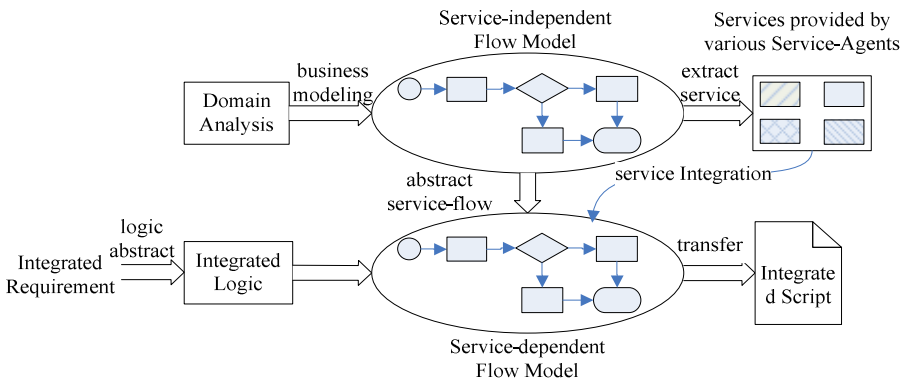 Service-independent
Flow Model
Services provided by
various Service-Agents
business
modeling
extract
service
Domain
Analysis
service Integration
abstract
service-flow
logic
abstract
transfer
Integrated
Requirement
Integrated
Logic
Integrate
d Script
Service-dependent
Flow Model